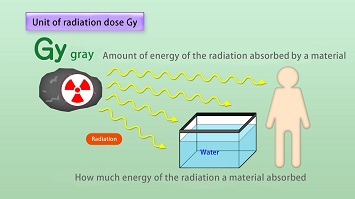 Unit of radiation dose Gy
Gy gray Amount of energy of the radiation absorbed by a material
Radiation
Water
How much energy of the radiation a material absorbed